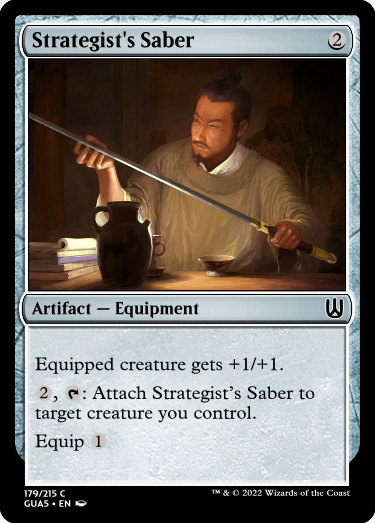 Strategist's Saber 2
Artifact — Equipment
Equipped creature gets +1/+1.
2, : Attach Strategist's Saber to
target creature you control.
Equip 1
179/215 C
GUA5 • EN
™ & © 2022 Wizards of the Coast